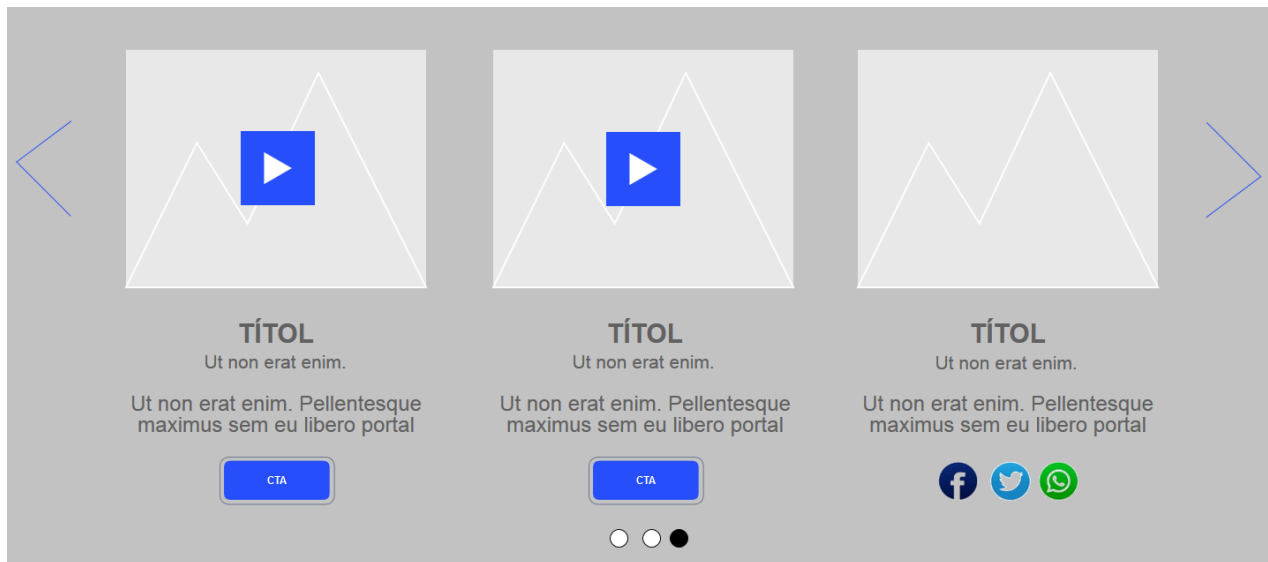 TÍTOL
Ut non erat enim.
Ut non erat enim. Pellentesque
maximus sem eu libero portal
CTA
TÍTOL
Ut non erat enim.
Ut non erat enim. Pellentesque
maximus sem eu libero portal
CTA
TÍTOL
Ut non erat enim.
Ut non erat enim. Pellentesque
maximus sem eu libero portal